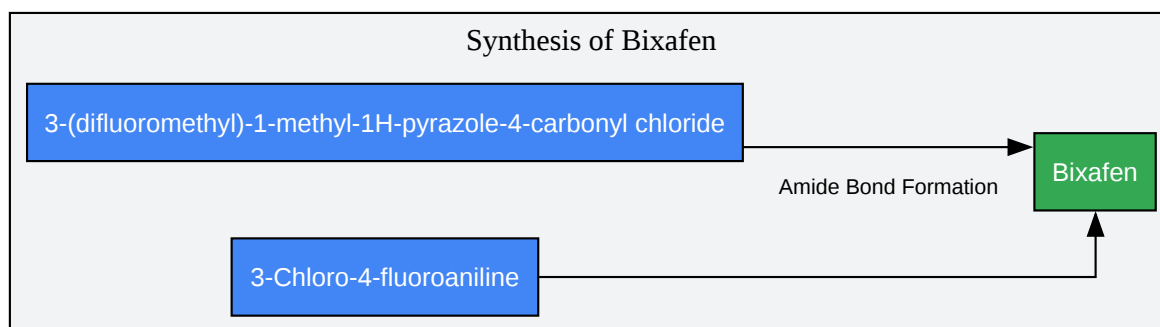 Synthesis of Bixafen
3-(difluoromethyl)-1-methyl-1H-pyrazole-4-carbonyl chloride
Amide Bond Formation
Bixafen
3-Chloro-4-fluoroaniline